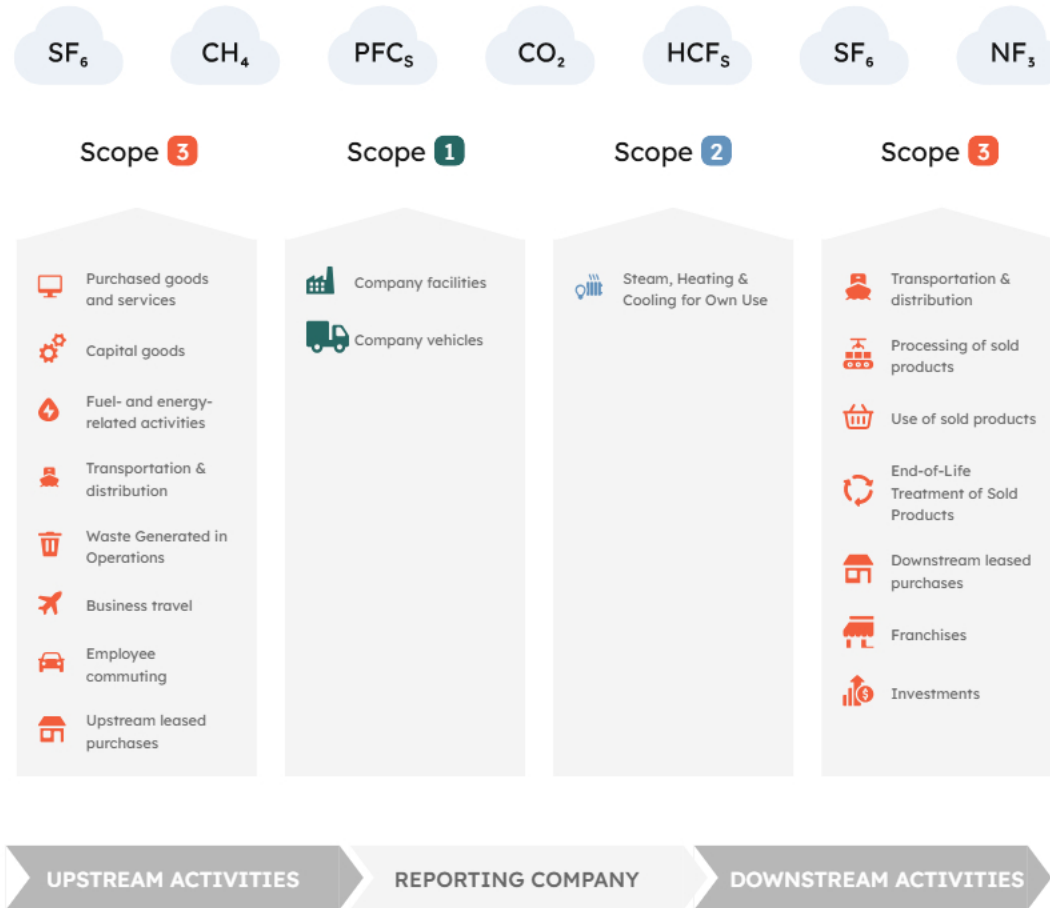 SF₆ CH₄ PFCₛ CO₂ HCFₛ SF₆ NF₃
Scope 3
Purchased goods
and services
Capital goods
Fuel- and energy-
related activities
Transportation &
distribution
Waste Generated in
Operations
Business travel
Employee
commuting
Upstream leased
purchases
Scope 1
Company facilities
Company vehicles
Scope 2
Steam, Heating &
Cooling for Own Use
Scope 3
Transportation &
distribution
Processing of sold
products
Use of sold products
End-of-Life
Treatment of Sold
Products
Downstream leased
purchases
Franchises
Investments
UPSTREAM ACTIVITIES
REPORTING COMPANY
DOWNSTREAM ACTIVITIES